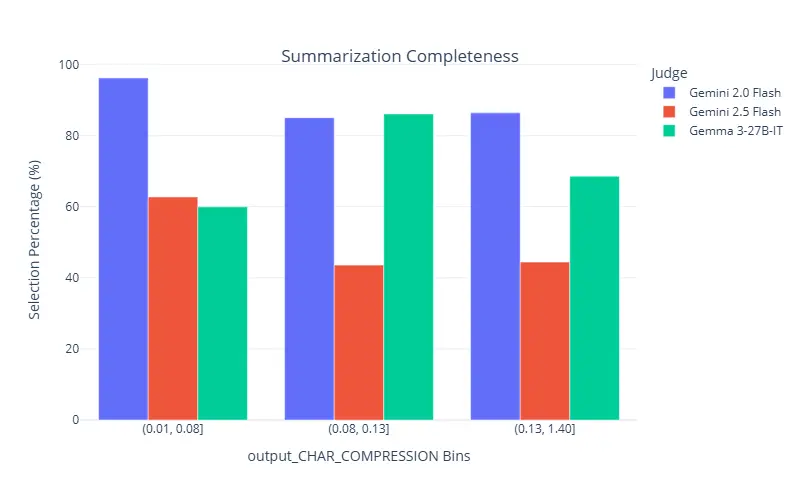 Summarization Completeness
100
80
60
40
20
0
Selection Percentage (%)
(0.01, 0.08]
(0.08, 0.13]
(0.13, 1.40]
output_CHAR_COMPRESSION Bins
Judge
Gemini 2.0 Flash
Gemini 2.5 Flash
Gemma 3-27B-IT